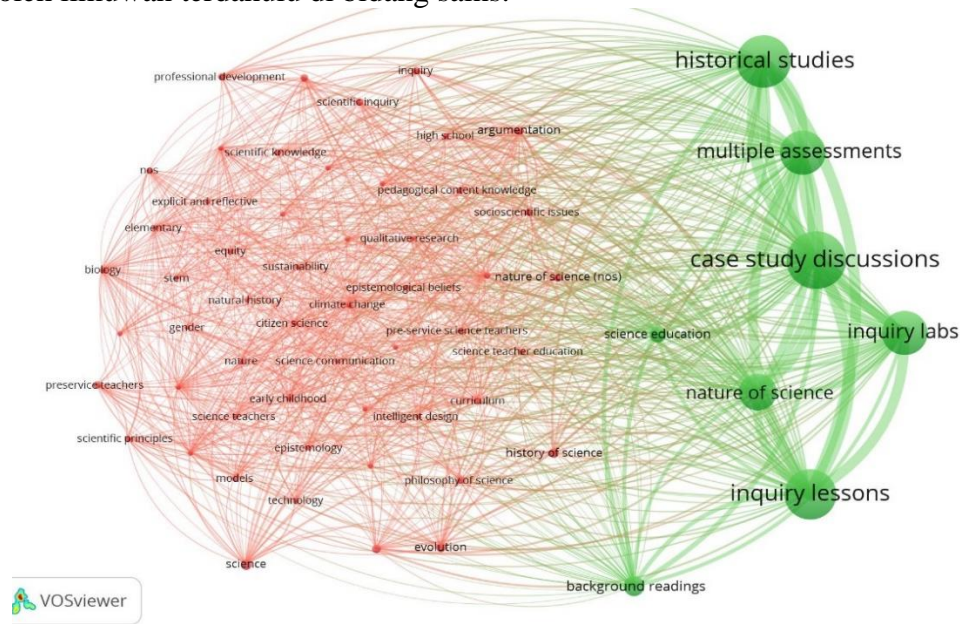 oleh ilmuwan terdahulu di bidang sains.
historical studies
professional development
inquiry
scientific inquiry
high school
argumentation
multiple assessments
scientific knowledge
nos
pedagogical content knowledge
explicit and reflective
socioscientific issues
elementary
qualitative research
equity
case study discussions
biology
sustainability
stem
nature of science (nos)
epistemological beliefs
natural history
climate change
gender
citizen science
pre-service science teachers
science education
inquiry labs
science teacher education
nature
science communication
preservice teachers
nature of science
early childhood
curriculum
science teachers
intelligent design
scientific principles
epistemology
history of science
models
philosophy of science
technology
inquiry lessons
evolution
science
background readings
VOSviewer